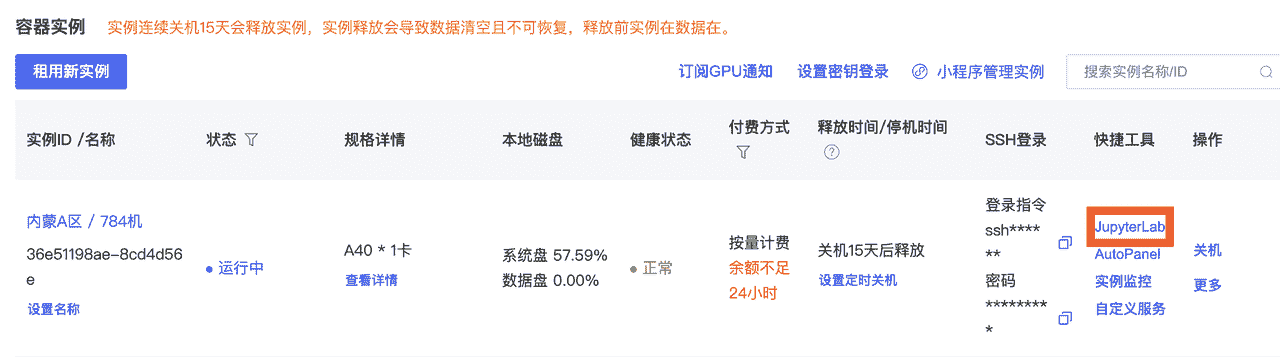 容器实例 实例连续关机15天会释放实例，实例释放会导致数据清空且不可恢复，释放前实例在数据在。
租用新实例 订阅GPU通知 设置密钥登录 小程序管理实例 搜索实例名称/ID
实例ID /名称 状态 规格详情 本地磁盘 健康状态 付费方式 释放时间/停机时间 SSH登录 快捷工具 操作
内蒙A区 / 784机
36e51198ae-8cd4d56
e
设置名称
运行中
A40 * 1卡
查看详情
系统盘 57.59%
数据盘 0.00%
正常
按量计费
余额不足
24小时
关机15天后释放
设置定时关机
登录指令
ssh*****
**
密码
********
*
JupyterLab
AutoPanel
实例监控
自定义服务
关机
更多